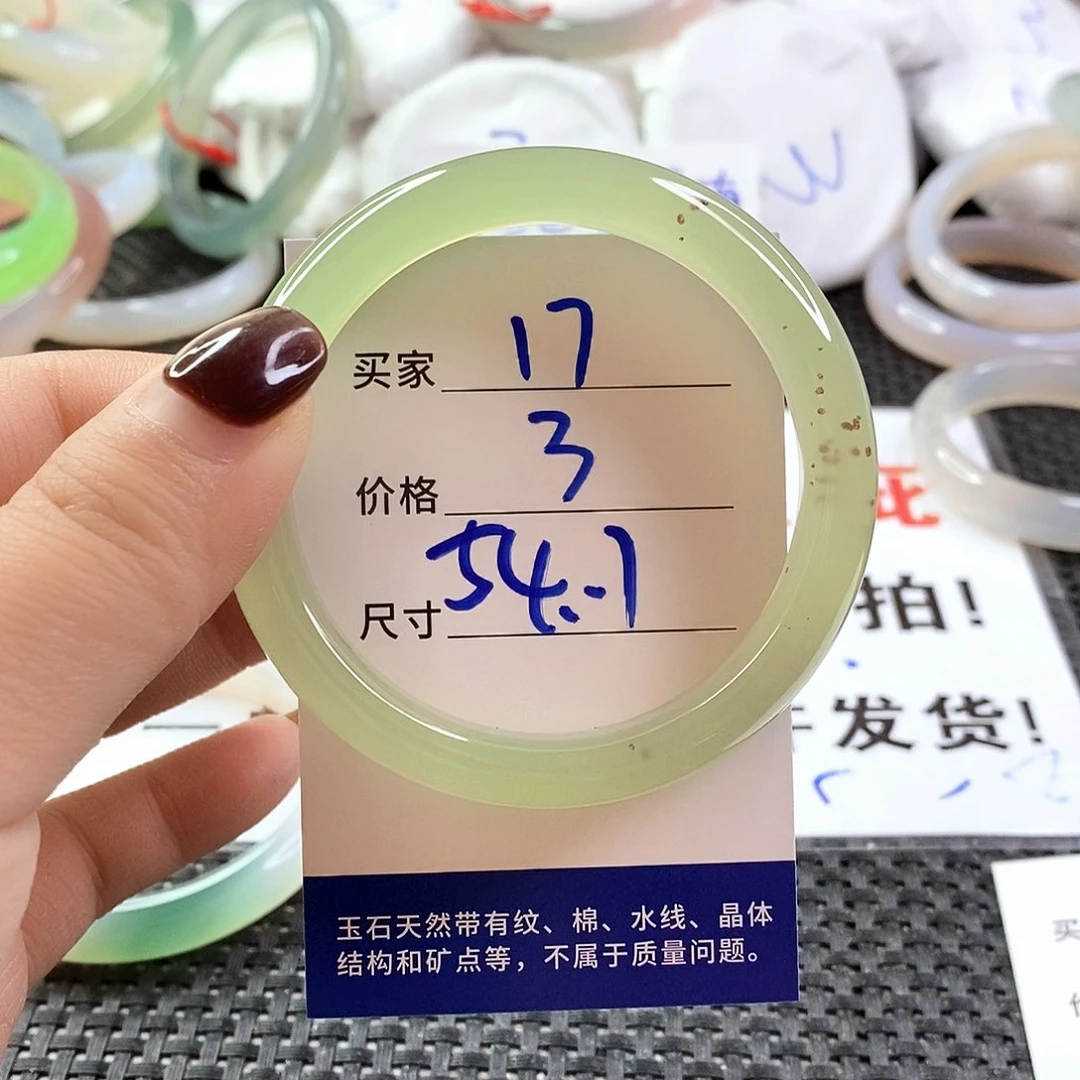 买家 17
价格 3
尺寸 54.-1
玉石天然带有纹、棉、水线、晶体
结构和矿点等，不属于质量问题。
拍!
发货!
买